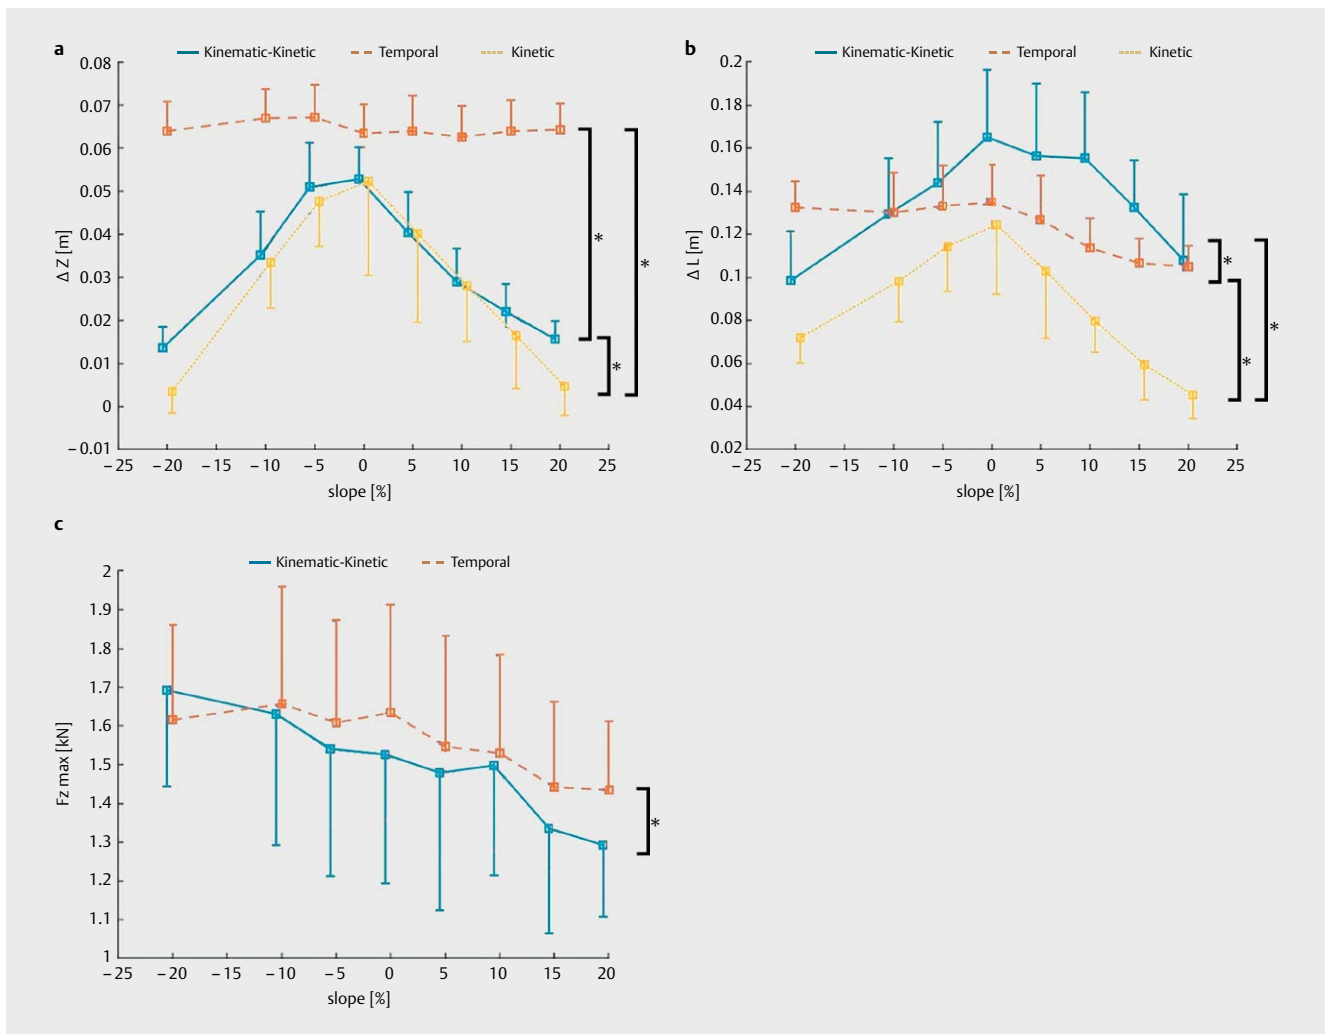 a
Kinematic-Kinetic Temporal Kinetic
0.08
0.07
0.06
0.05
0.04
0.03
0.02
0.01
0
–0.01
Δ Z [m]
* * *
–25 –20 –15 –10 –5 0 5 10 15 20 25
slope [%]
b
Kinematic-Kinetic Temporal Kinetic
0.2
0.18
0.16
0.14
0.12
0.1
0.08
0.06
0.04
0.02
Δ L [m]
* * *
–25 –20 –15 –10 –5 0 5 10 15 20 25
slope [%]
c
Kinematic-Kinetic Temporal
2
1.9
1.8
1.7
1.6
1.5
1.4
1.3
1.2
1.1
1
Fz max [kN]
*
–25 –20 –15 –10 –5 0 5 10 15 20
slope [%]